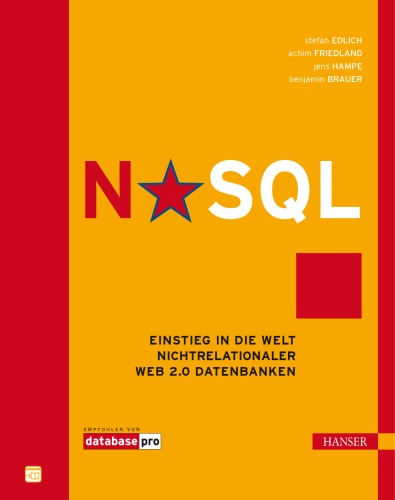 stefan EDLICH
achim FRIEDLAND
jens HAMPE
benjamin BRAUER
N★SQL
EINSTIEG IN DIE WELT
NICHTRELATIONALER
WEB 2.0 DATENBANKEN
EMPFOHLEN VON
databasepro
HANSER